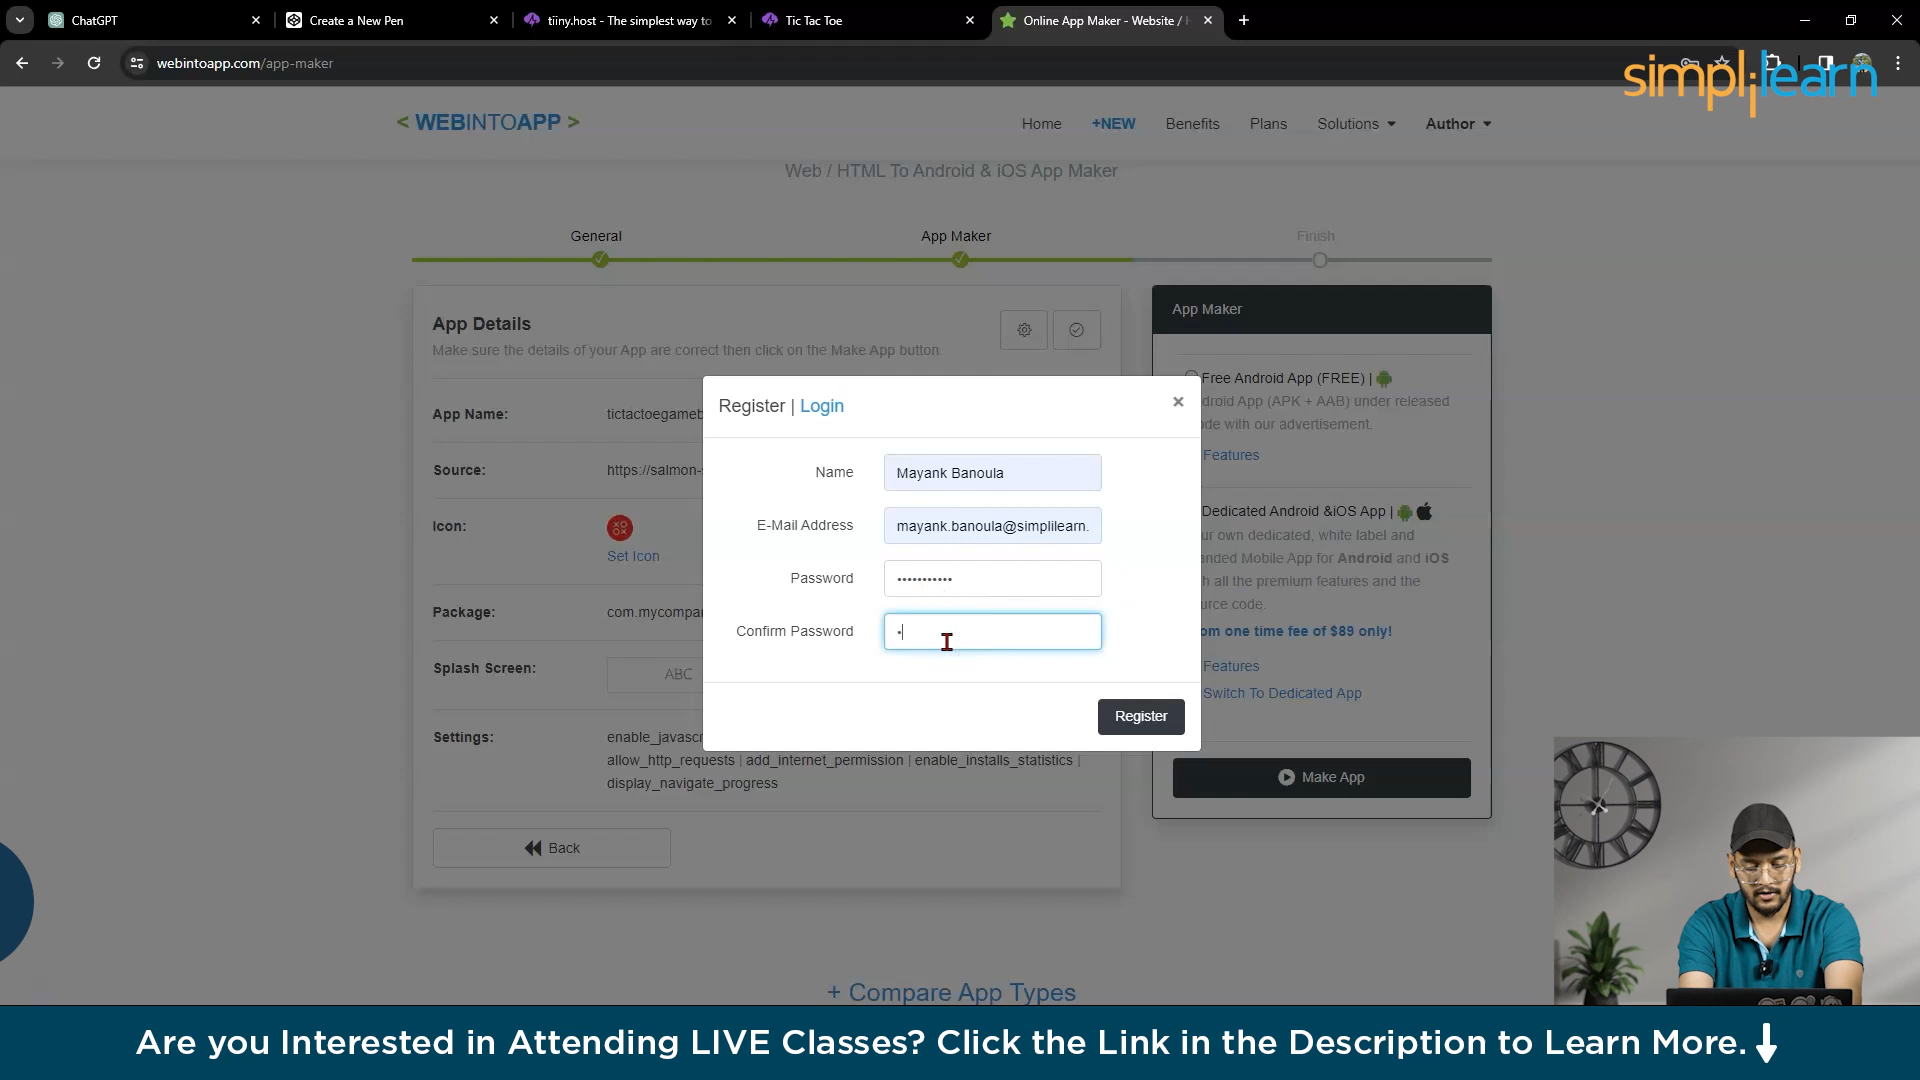 ChatGPT
Create a New Pen
tiiny.host - The simplest way to
Tic Tac Toe
Online App Maker - Website /
webintoapp.com/app-maker
simplilearn
< WEBINTOAPP >
Home
+NEW
Benefits
Plans
Solutions
Author
Web / HTML To Android & iOS App Maker
General
App Maker
Finish
App Details
Make sure the details of your App are correct then click on the Make App button.
App Name:
tictactoegameb
Source:
https://salmon-
Icon:
Set Icon
Package:
com.mycompa
Splash Screen:
ABC
Settings:
enable_javasc
allow_http_requests | add_internet_permission | enable_installs_statistics |
display_navigate_progress
Back
Register | Login
×
Name
Mayank Banoula
E-Mail Address
mayank.banoula@simplilearn.
Password
•••••••••••
Confirm Password
•
Register
App Maker
Free Android App (FREE) |
droid App (APK + AAB) under released
de with our advertisement.
Features
Dedicated Android &iOS App |
ur own dedicated, white label and
anded Mobile App for Android and iOS
h all the premium features and the
urce code.
om one time fee of $89 only!
Features
Switch To Dedicated App
Make App
+ Compare App Types
Are you Interested in Attending LIVE Classes? Click the Link in the Description to Learn More.